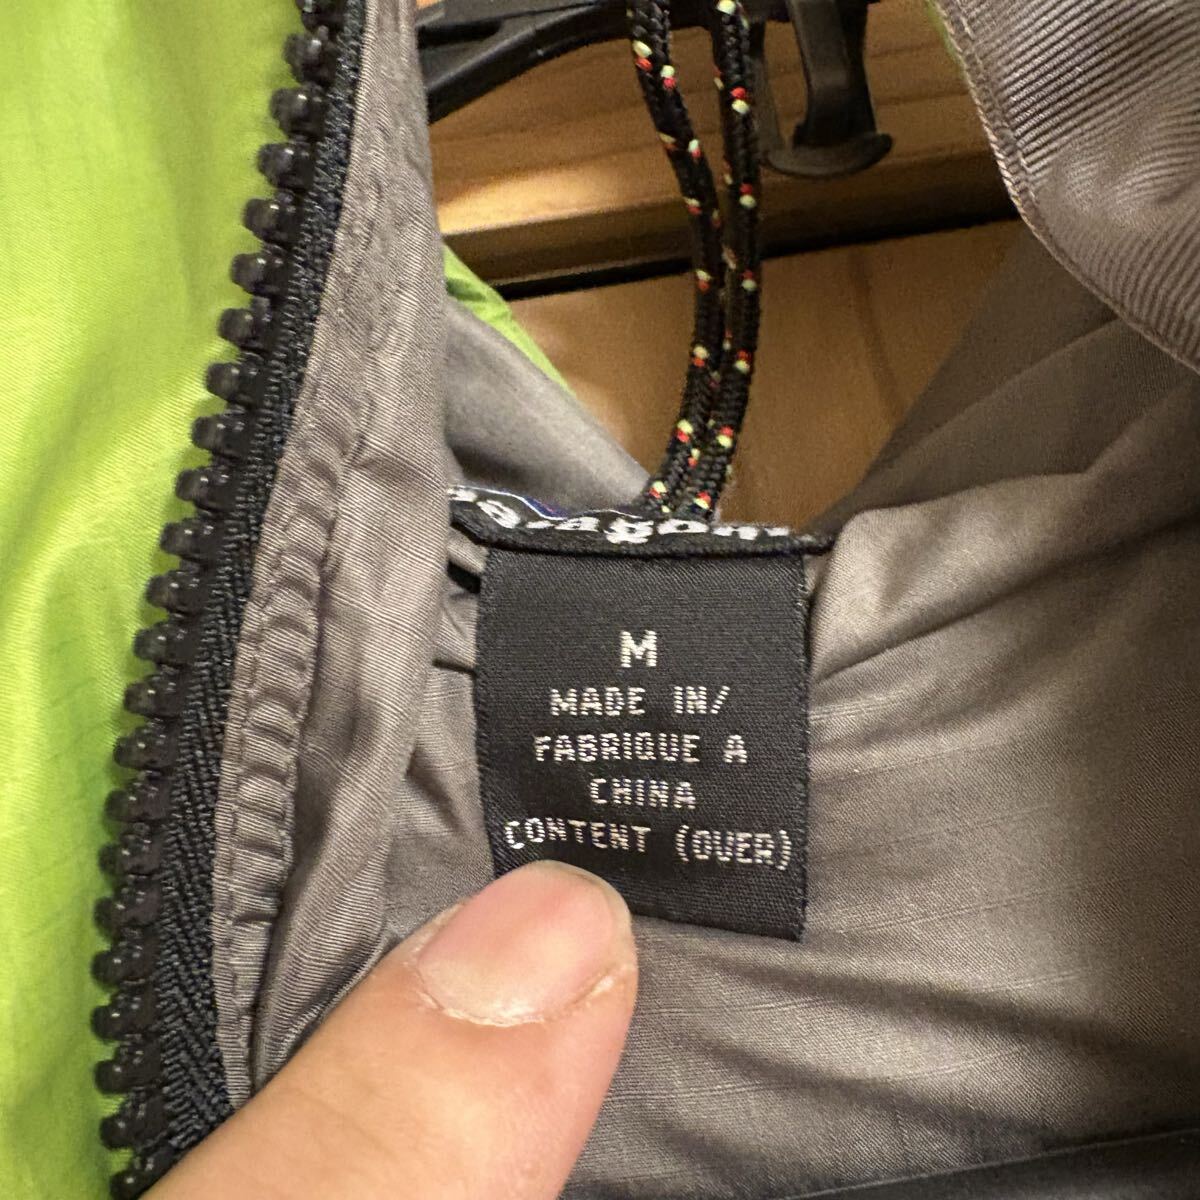 M
MADE IN/
FABRIQUE A
CHINA
CONTENT (OVER)